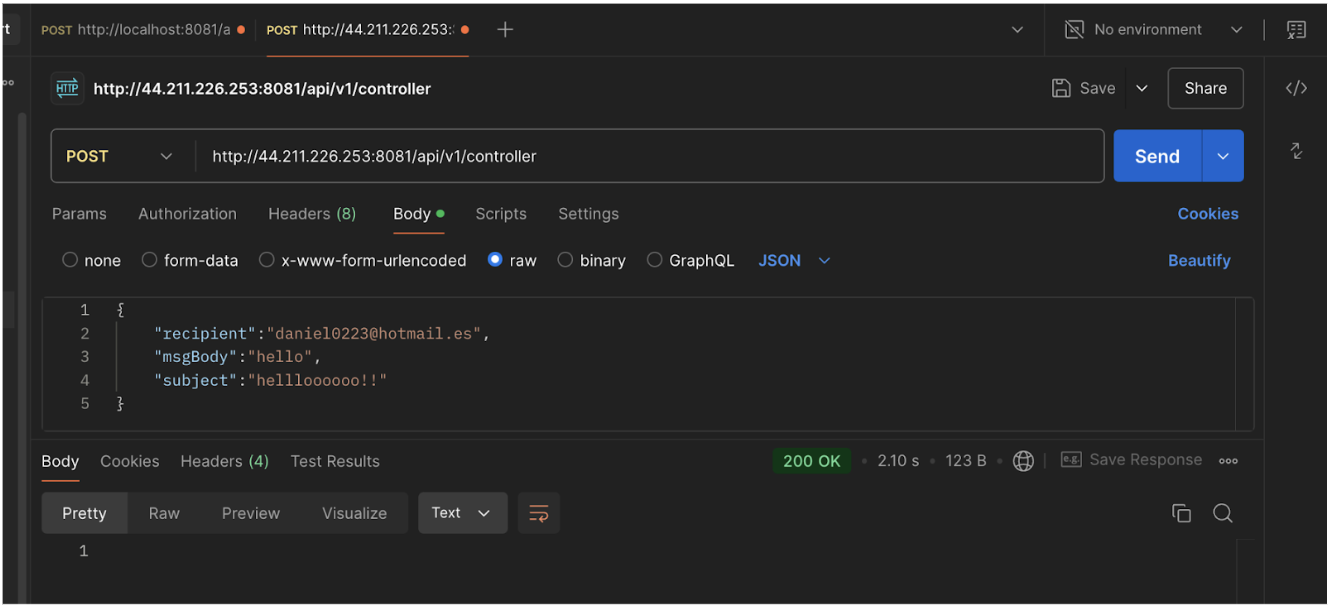 rt POST http://localhost:8081/a POST http://44.211.226.253: No environment
HTTP http://44.211.226.253:8081/api/v1/controller Save Share
POST http://44.211.226.253:8081/api/v1/controller Send
Params Authorization Headers (8) Body Scripts Settings Cookies
none form-data x-www-form-urlencoded raw binary GraphQL JSON Beautify
1 {
2 "recipient":"daniel0223@hotmail.es",
3 "msgBody":"hello",
4 "subject":"hellloooooo!!"
5 }
Body Cookies Headers (4) Test Results 200 OK • 2.10 s • 123 B • e.g. Save Response
Pretty Raw Preview Visualize Text
1